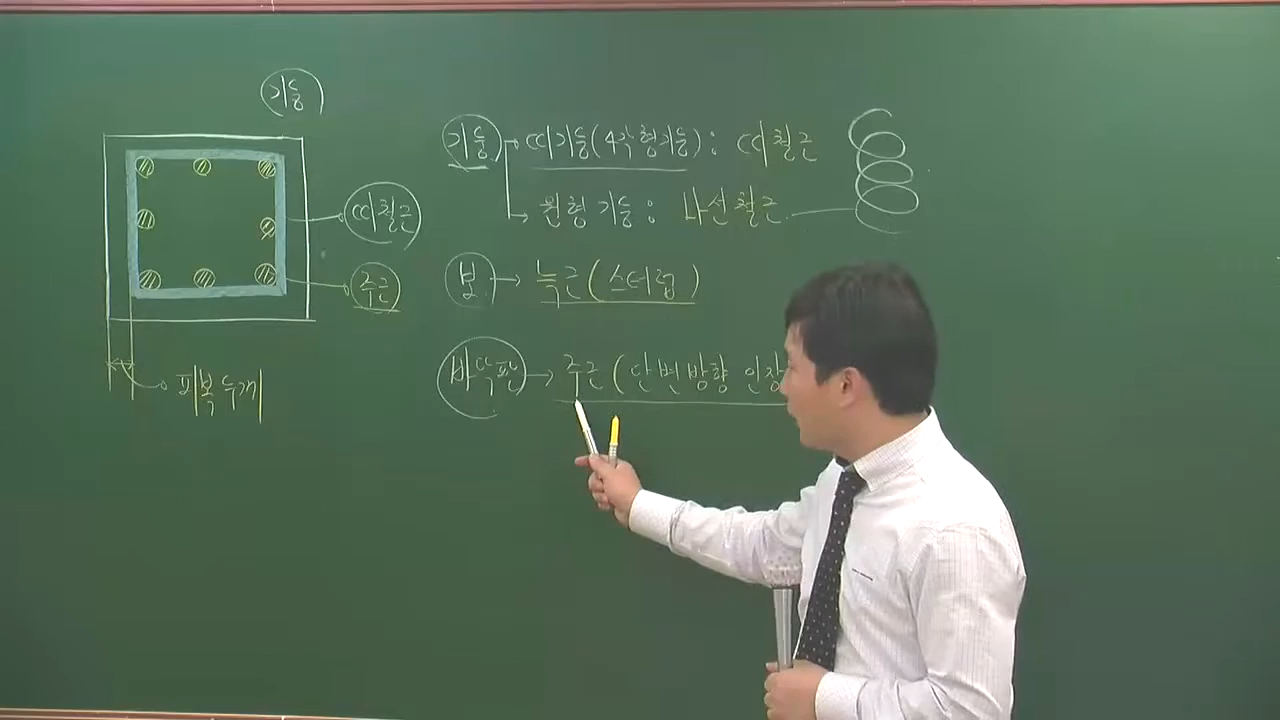 기둥
띠철근
주근
피복두께
기둥 → 띠기둥(4각형기둥) : 띠철근
→ 원형기둥 : 나선철근
보 → 늑근(스터럽)
바닥판 → 주근(단변방향 인장